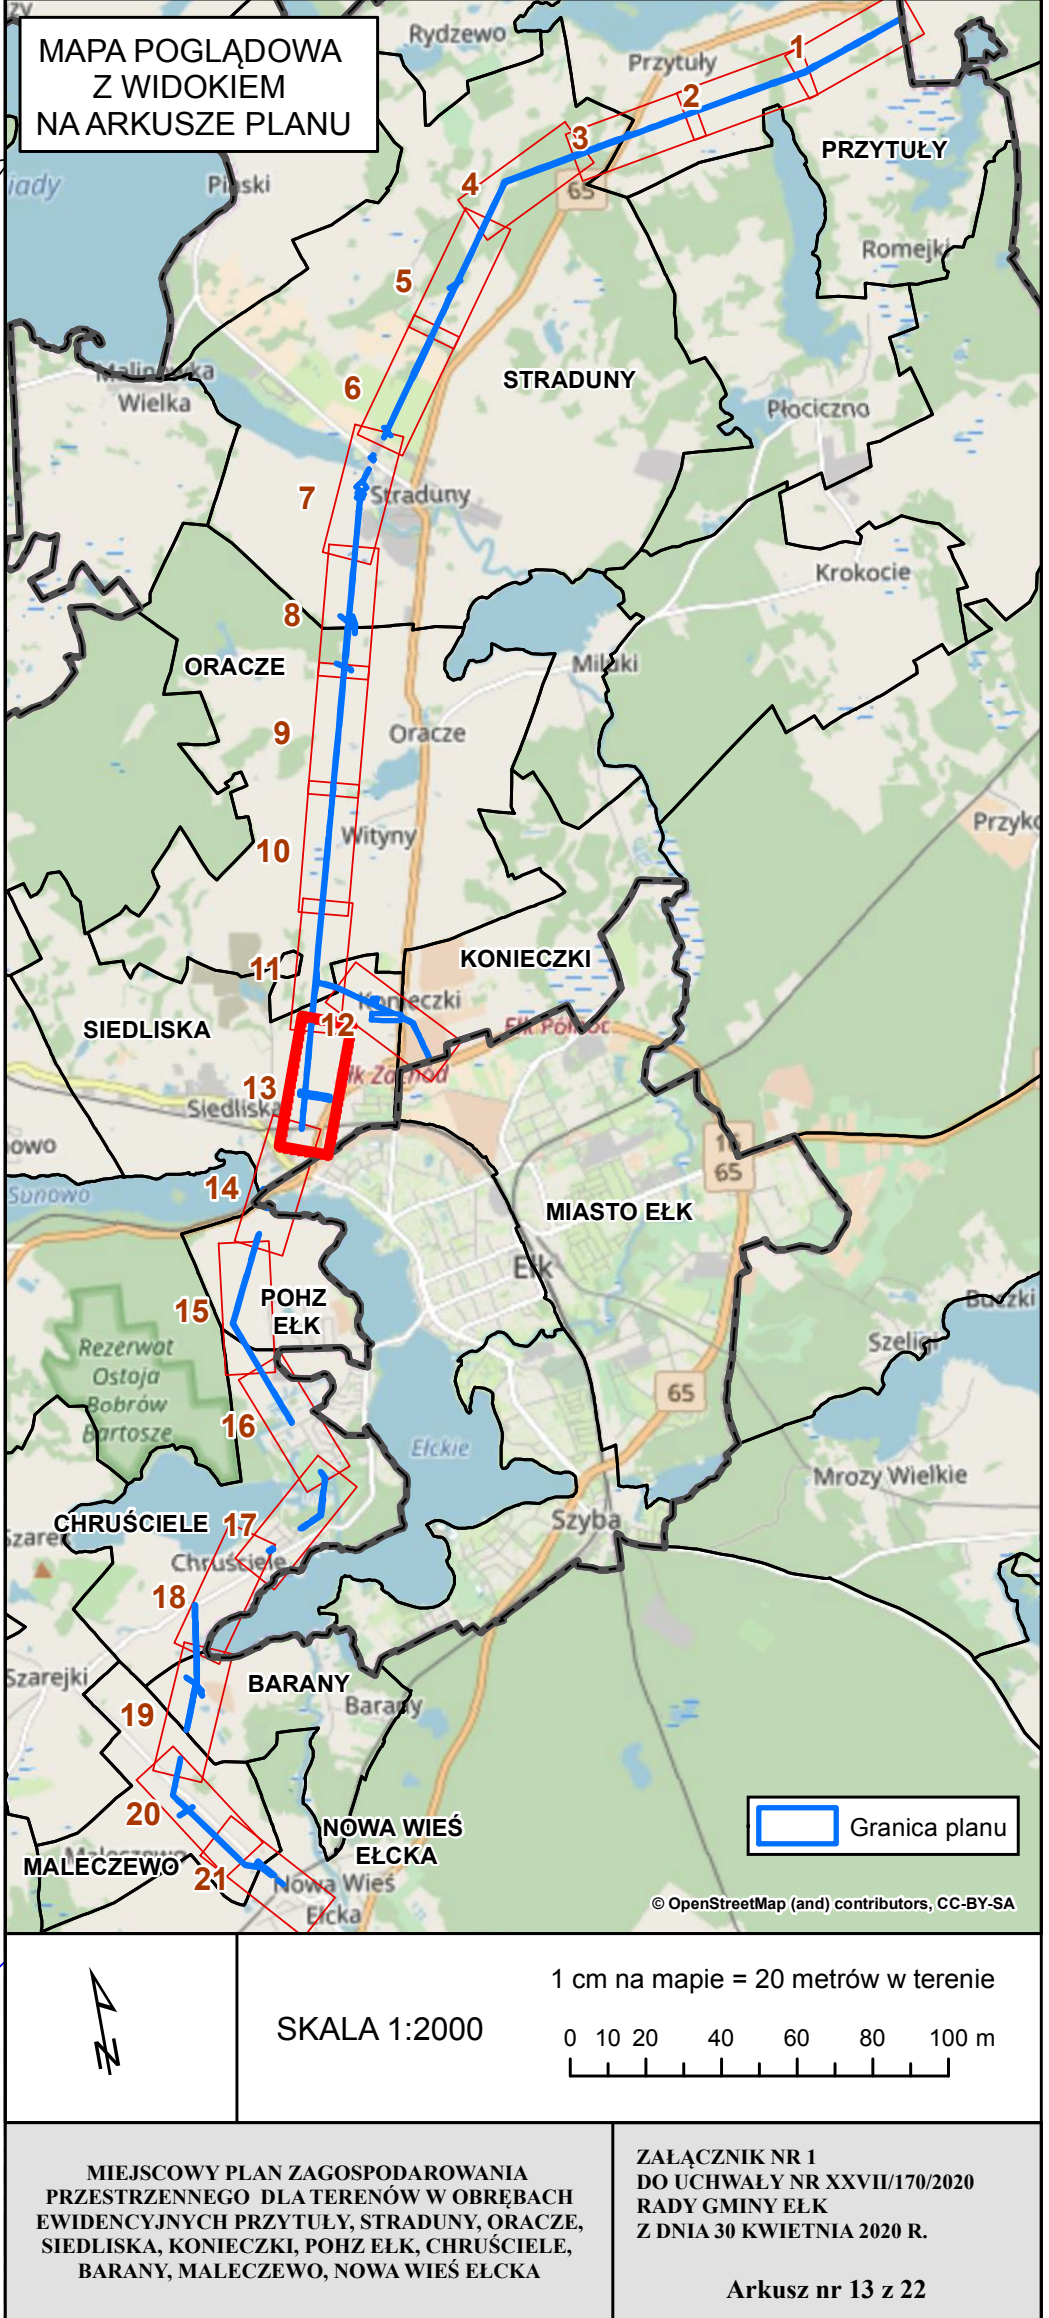 MAPA POGLĄDOWA
Z WIDOKIEM
NA ARKUSZE PLANU
Rydzewo
Przytuły
1
2
3
PRZYTUŁY
Piaski
4
65
Romejki
5
STRADUNY
6
Malinówka
Wielka
Płociczno
7
Straduny
Krokocie
8
ORACZE
Miluki
9
Oracze
10
Wityny
KONIECZKI
11
Konieczki
SIEDLISKA
12
Ełk Północ
Ełk Zachód
13
Siedliska
65
14
Sunowo
MIASTO EŁK
Ełk
15
POHZ
EŁK
Buczki
Szeligi
Rezerwat
Ostoja
Bobrów
Bartosze
65
16
Ełckie
Mrozy Wielkie
CHRUŚCIELE
17
Szyba
Chruściele
18
Szarejki
BARANY
Barany
19
20
NOWA WIEŚ
EŁCKA
Granica planu
MALECZEWO
Maleczewo
21
Nowa Wieś
Ełcka
© OpenStreetMap (and) contributors, CC-BY-SA
N
SKALA 1:2000
1 cm na mapie = 20 metrów w terenie
0 10 20 40 60 80 100 m
MIEJSCOWY PLAN ZAGOSPODAROWANIA
PRZESTRZENNEGO DLA TERENÓW W OBRĘBACH
EWIDENCYJNYCH PRZYTUŁY, STRADUNY, ORACZE,
SIEDLISKA, KONIECZKI, POHZ EŁK, CHRUŚCIELE,
BARANY, MALECZEWO, NOWA WIEŚ EŁCKA
ZAŁĄCZNIK NR 1
DO UCHWAŁY NR XXVII/170/2020
RADY GMINY EŁK
Z DNIA 30 KWIETNIA 2020 R.
Arkusz nr 13 z 22